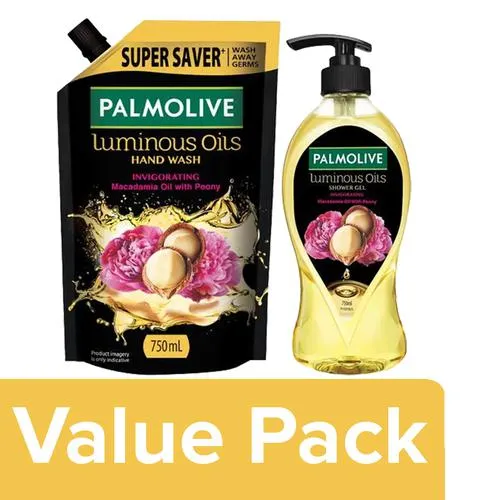 SUPER SAVER+
WASH
AWAY
GERMS
PALMOLIVE
Luminous Oils
HAND WASH
INVIGORATING
Macadamia Oil with Peony
Product imagery
is only indicative
750mL
PALMOLIVE
Luminous Oils
SHOWER GEL
INVIGORATING
Macadamia Oil with Peony
750ml
Value Pack